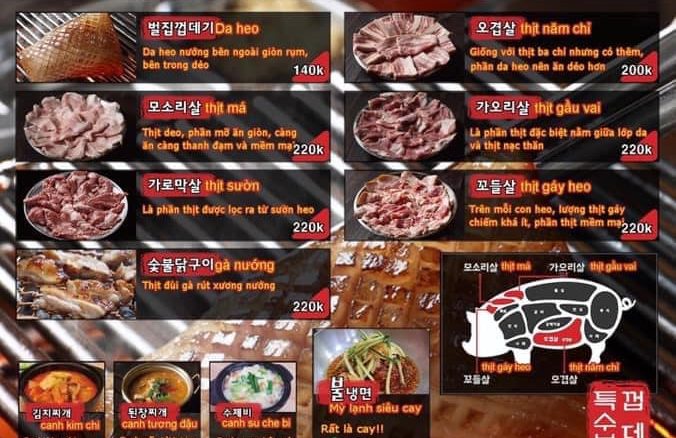 벌집껍데기 Da heo
Da heo nướng bên ngoài giòn rụm,
bên trong dẻo
140k
오겹살 thịt năm chỉ
Giống với thịt ba chỉ nhưng có thêm,
phần da heo nên ăn dẻo hơn
200k
모소리살 thịt má
Thịt dẻo, phần mỡ ăn giòn, càng
ăn càng thanh đạm và mềm mại
220k
가오리살 thịt gầu vai
Là phần thịt đặc biệt nằm giữa lớp da
và thịt nạc thăn
220k
가로막살 thịt sườn
Là phần thịt được lọc ra từ sườn heo
220k
꼬들살 thịt gáy heo
Trên mỗi con heo, lượng thịt gáy
chiếm khá ít, phần thịt mềm mại
220k
숯불닭구이 gà nướng
Thịt đùi gà rút xương nướng
220k
모소리살 thịt má
가오리살 thịt gầu vai
thịt gáy heo
꼬들살
thịt năm chỉ
오겹살
김치찌개
canh kim chi
된장찌개
canh tương đậu
수제비
canh su che bi
불냉면
Mỳ lạnh siêu cay
Rất là cay!!
껍데
특수